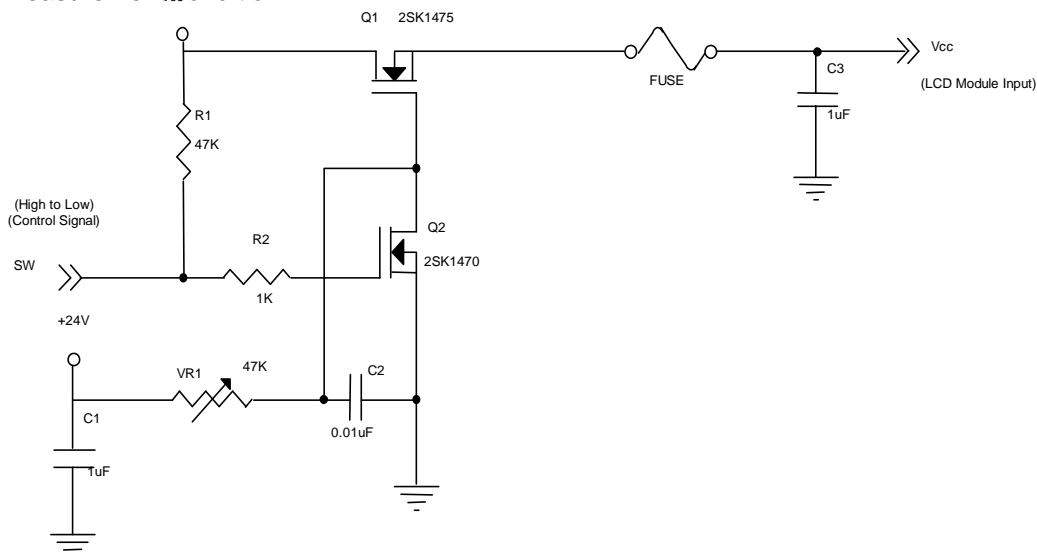 Q1 2SK1475
Vcc
FUSE
C3
(LCD Module Input)
1uF
R1
47K
(High to Low)
(Control Signal)
Q2
2SK1470
R2
SW
1K
+24V
VR1
47K
C2
C1
0.01uF
1uF